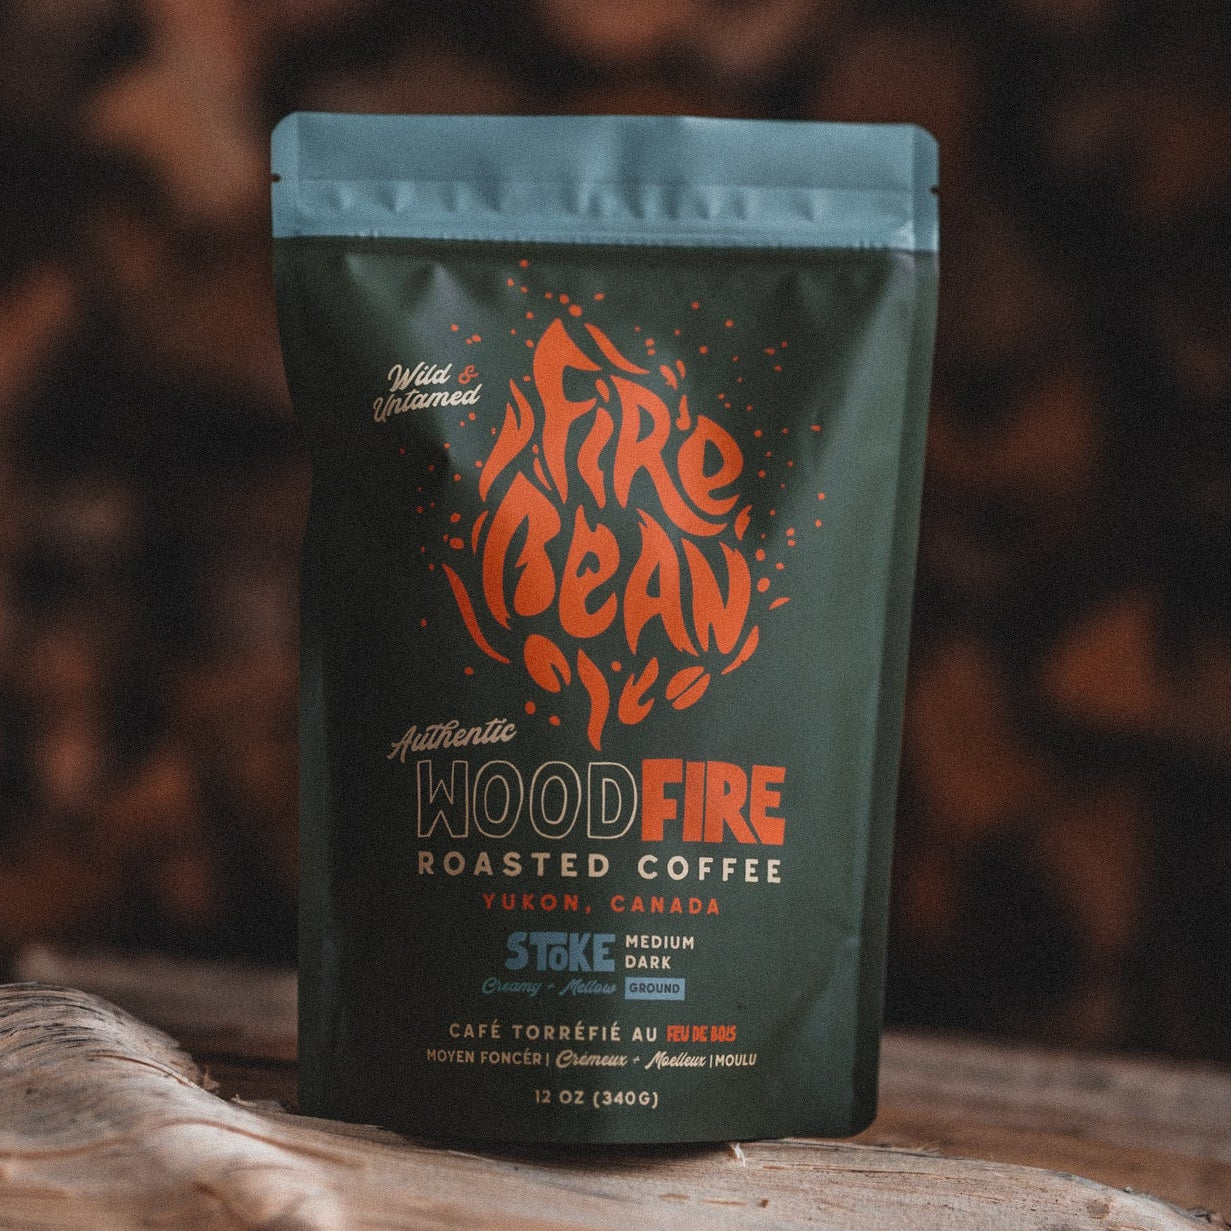 Wild &
Untamed
FiRe
BeAN
Authentic
WOODFIRE
ROASTED COFFEE
YUKON, CANADA
SToKE
MEDIUM
DARK
Creamy + Mellow
GROUND
CAFÉ TORRÉFIÉ AU FEU DE BOIS
MOYEN FONCÉR | Crémeux + Moelleux | MOULU
12 OZ (340G)